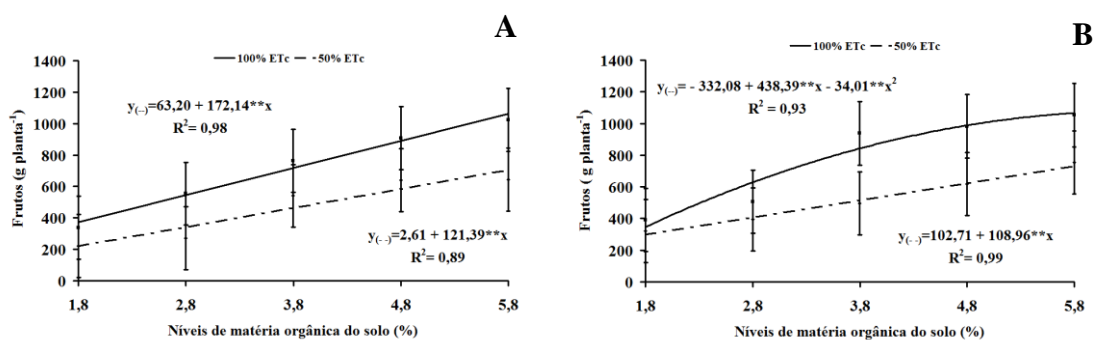 A
100% ETc 50% ETc
1400
1200
1000
800
600
400
200
0
Frutos (g planta⁻¹)
y(--)=63,20 + 172,14**x
R²= 0,98
y(- -)=2,61 + 121,39**x
R²= 0,89
1,8 2,8 3,8 4,8 5,8
Níveis de matéria orgânica do solo (%)
B
100% ETc 50% ETc
1400
1200
1000
800
600
400
200
0
Frutos ( g planta⁻¹)
y(--)= - 332,08 + 438,39**x - 34,01**x²
R² = 0,93
y(- -)=102,71 + 108,96**x
R²= 0,99
1,8 2,8 3,8 4,8 5,8
Níveis de matéria orgânica do solo (%)